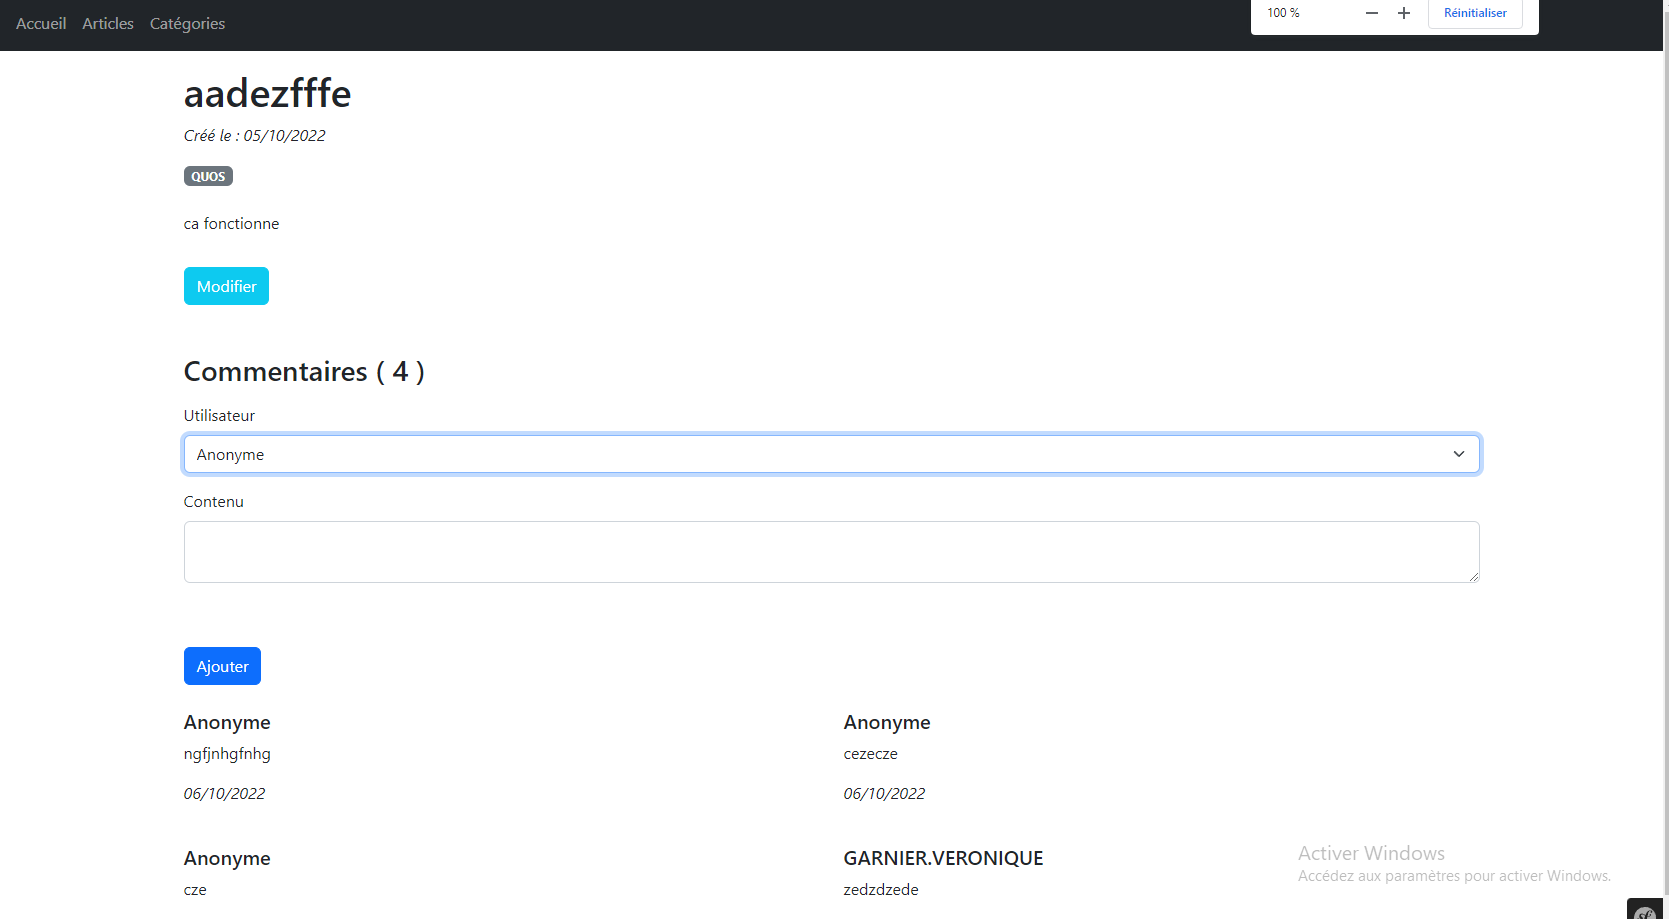 Accueil Articles Catégories
100 % Réinitialiser
aadezfffe
Créé le : 05/10/2022
QUOS
ca fonctionne
Modifier
Commentaires ( 4 )
Utilisateur
Anonyme
Contenu
Ajouter
Anonyme
ngfjnhgfnhg
06/10/2022
Anonyme
cezecze
06/10/2022
Anonyme
cze
GARNIER.VERONIQUE
zedzdzede
Activer Windows
Accédez aux paramètres pour activer Windows.
sf